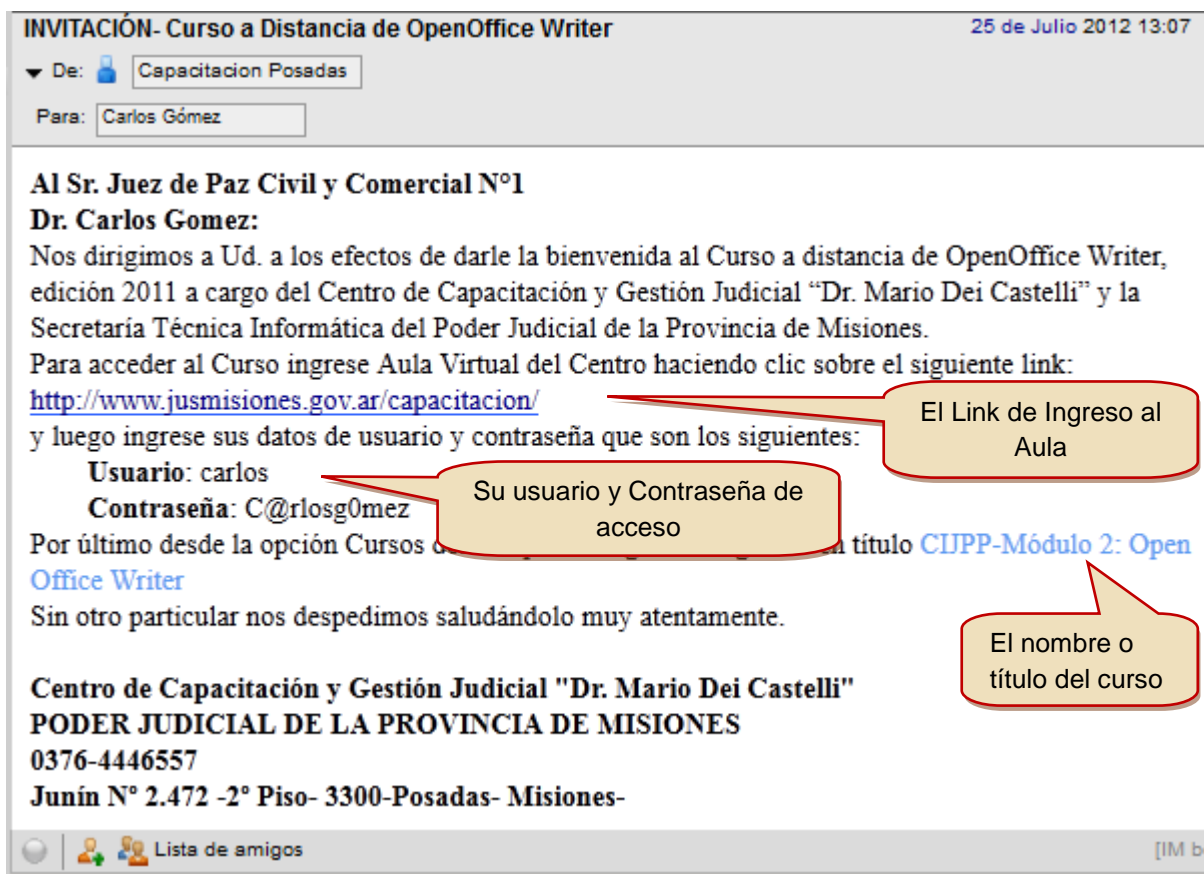 INVITACIÓN- Curso a Distancia de OpenOffice Writer
25 de Julio 2012 13:07
De: Capacitacion Posadas
Para: Carlos Gómez
Al Sr. Juez de Paz Civil y Comercial N°1
Dr. Carlos Gomez:
Nos dirigimos a Ud. a los efectos de darle la bienvenida al Curso a distancia de OpenOffice Writer,
edición 2011 a cargo del Centro de Capacitación y Gestión Judicial “Dr. Mario Dei Castelli” y la
Secretaría Técnica Informática del Poder Judicial de la Provincia de Misiones.
Para acceder al Curso ingrese Aula Virtual del Centro haciendo clic sobre el siguiente link:
http://www.jusmisiones.gov.ar/capacitacion/
El Link de Ingreso al
Aula
y luego ingrese sus datos de usuario y contraseña que son los siguientes:
Usuario: carlos
Contraseña: C@rlosg0mez
Su usuario y Contraseña de
acceso
Por último desde la opción Cursos título CIJPP-Módulo 2: Open
Office Writer
Sin otro particular nos despedimos saludándolo muy atentamente.
El nombre o
título del curso
Centro de Capacitación y Gestión Judicial "Dr. Mario Dei Castelli"
PODER JUDICIAL DE LA PROVINCIA DE MISIONES
0376-4446557
Junín Nº 2.472 -2º Piso- 3300-Posadas- Misiones-
Lista de amigos
[IM b